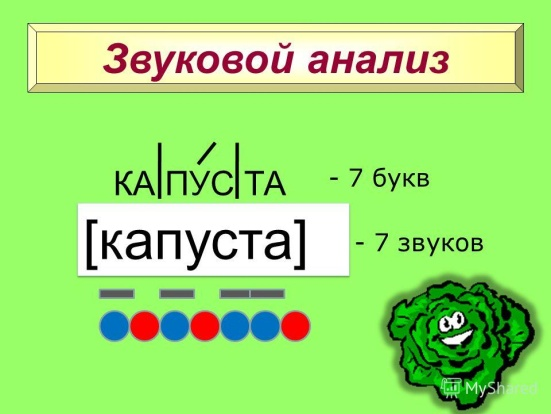 Звуковой анализ
КА|ПУС|ТА - 7 букв
[капуста] - 7 звуков
MyShared